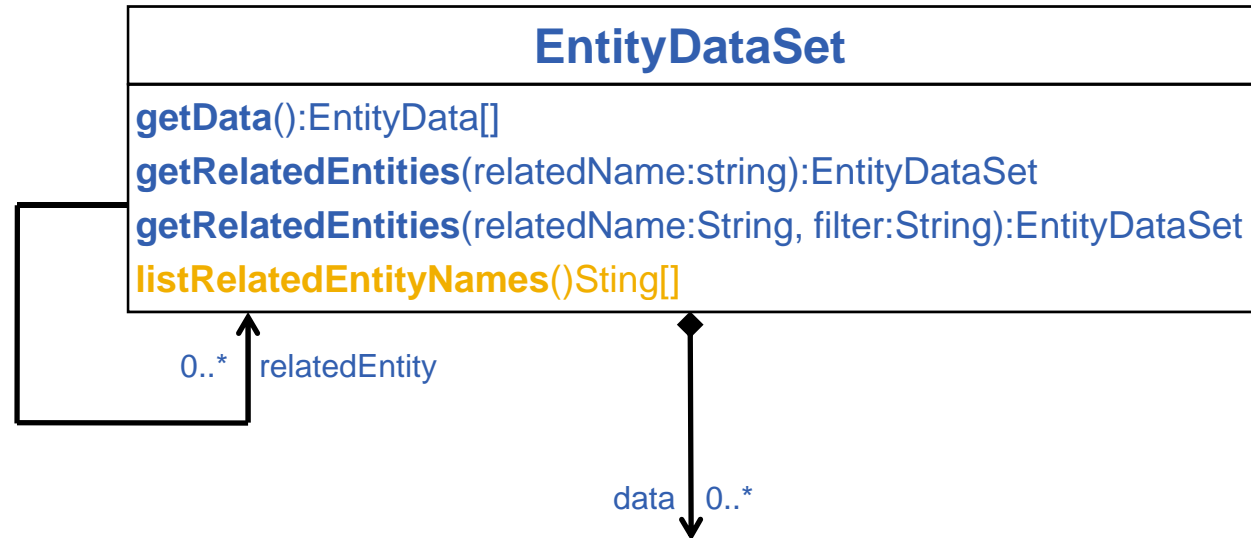 EntityDataSet
getData():EntityData[]
getRelatedEntities(relatedName:string):EntityDataSet
getRelatedEntities(relatedName:String, filter:String):EntityDataSet
listRelatedEntityNames()Sting[]
0..* relatedEntity
data 0..*